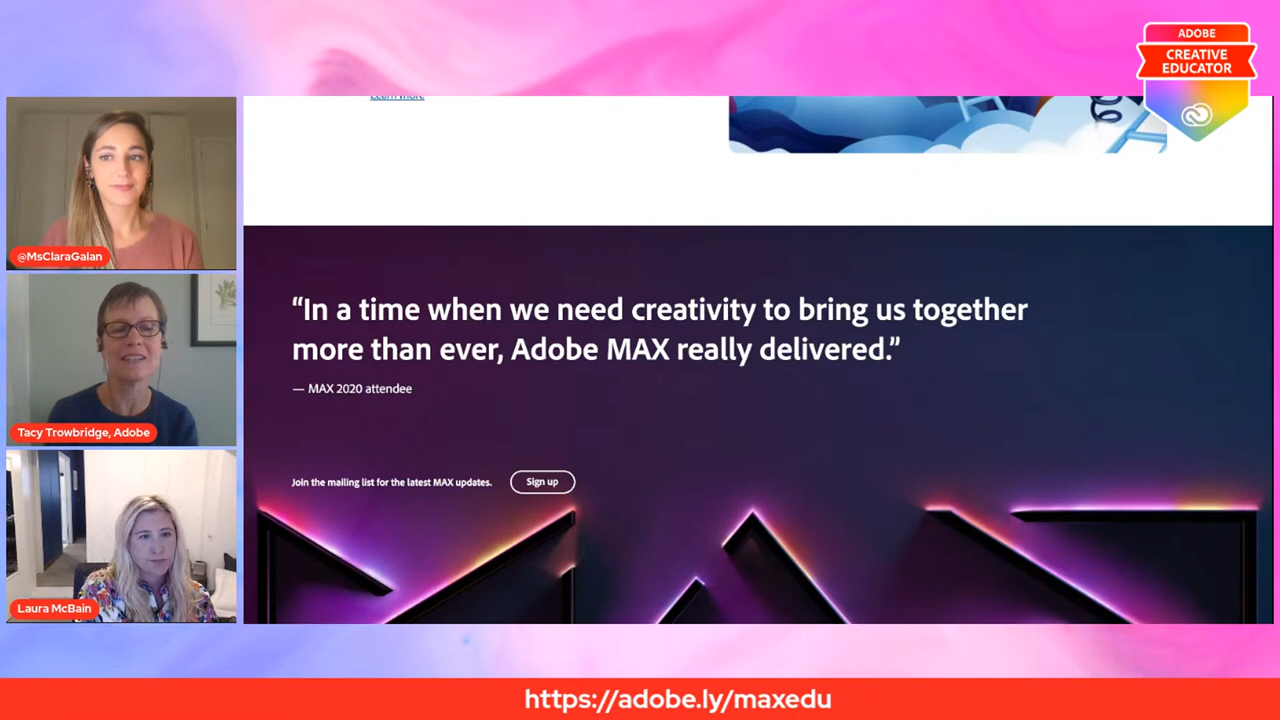 ADOBE
CREATIVE
EDUCATOR
Learn more
@MsClaraGalan
Tacy Trowbridge, Adobe
Laura McBain
“In a time when we need creativity to bring us together
more than ever, Adobe MAX really delivered.”
— MAX 2020 attendee
Join the mailing list for the latest MAX updates.
Sign up
https://adobe.ly/maxedu